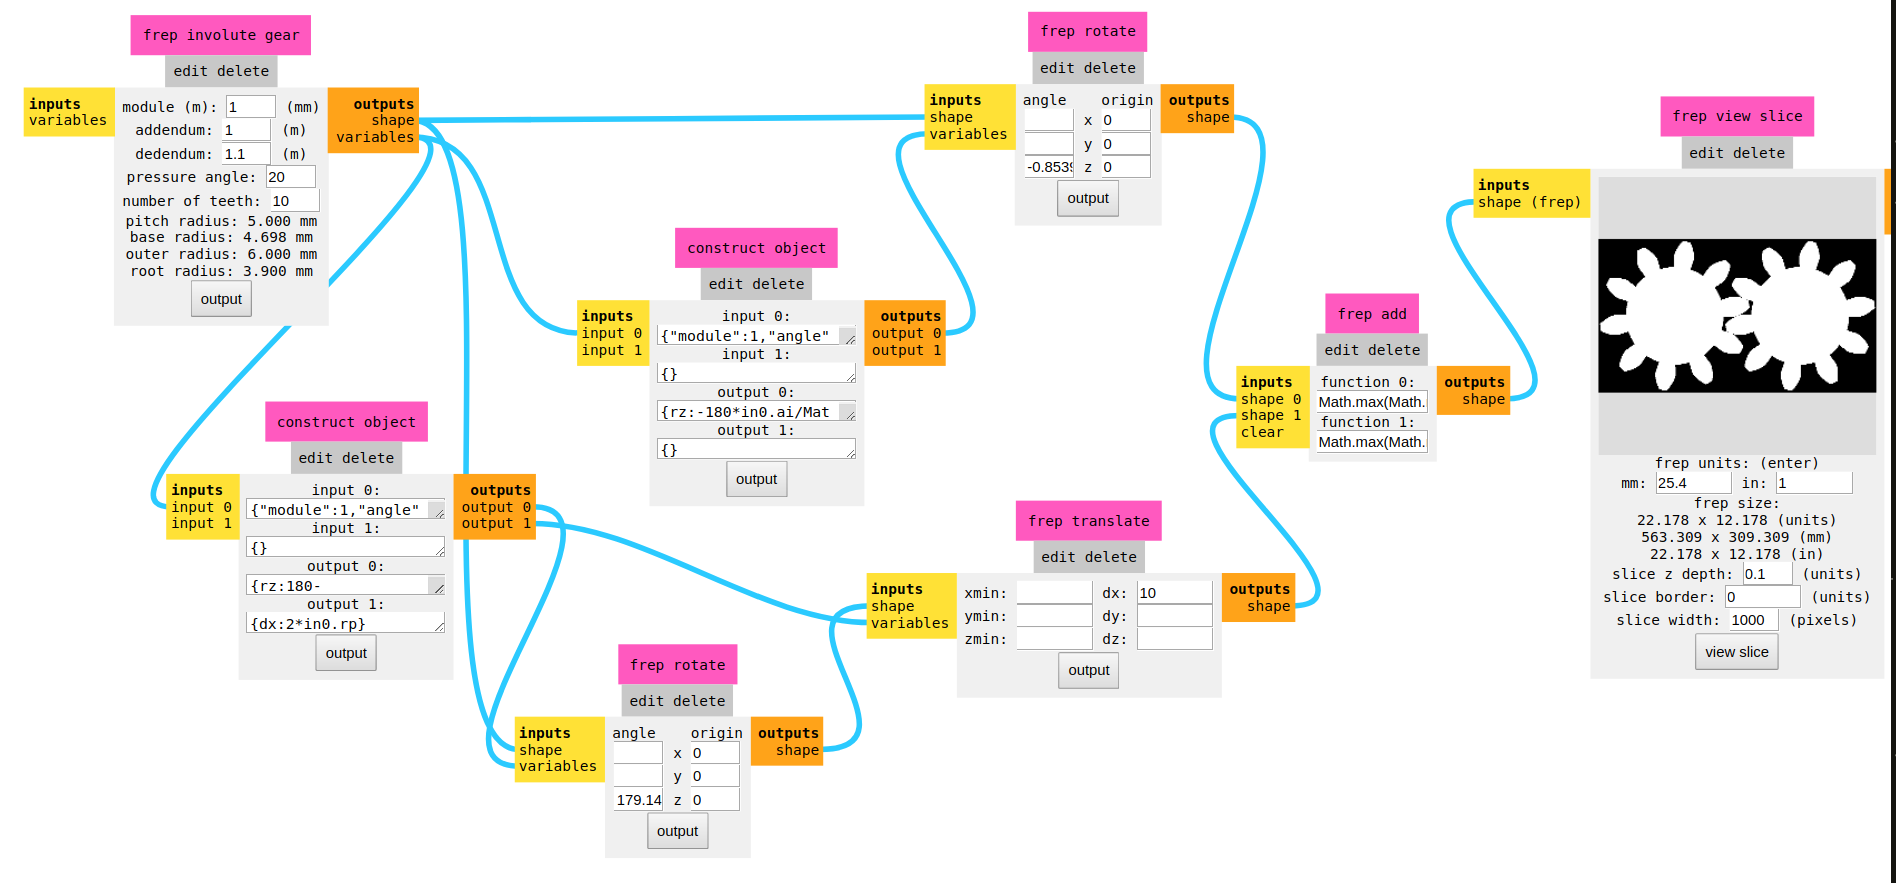 frep involute gear
edit delete
inputs
variables
module (m): 1 (mm)
addendum: 1 (m)
dedendum: 1.1 (m)
pressure angle: 20
number of teeth: 10
pitch radius: 5.000 mm
base radius: 4.698 mm
outer radius: 6.000 mm
root radius: 3.900 mm
output
outputs
shape
variables
construct object
edit delete
inputs
input 0
input 1
input 0:
{"module":1,"angle"
input 1:
{}
output 0:
{rz:180-
output 1:
{dx:2*in0.rp}
output
outputs
output 0
output 1
construct object
edit delete
inputs
input 0
input 1
input 0:
{"module":1,"angle"
input 1:
{}
output 0:
{rz:-180*in0.ai/Mat
output 1:
{}
output
outputs
output 0
output 1
frep rotate
edit delete
inputs
shape
variables
angle origin
x 0
y 0
179.14 z 0
output
outputs
shape
frep rotate
edit delete
inputs
shape
variables
angle origin
x 0
y 0
-0.8539 z 0
output
outputs
shape
frep translate
edit delete
inputs
shape
variables
xmin: dx: 10
ymin: dy:
zmin: dz:
output
outputs
shape
frep add
edit delete
inputs
shape 0
shape 1
clear
function 0:
Math.max(Math.
function 1:
Math.max(Math.
outputs
shape
frep view slice
edit delete
inputs
shape (frep)
frep units: (enter)
mm: 25.4 in: 1
frep size:
22.178 x 12.178 (units)
563.309 x 309.309 (mm)
22.178 x 12.178 (in)
slice z depth: 0.1 (units)
slice border: 0 (units)
slice width: 1000 (pixels)
view slice